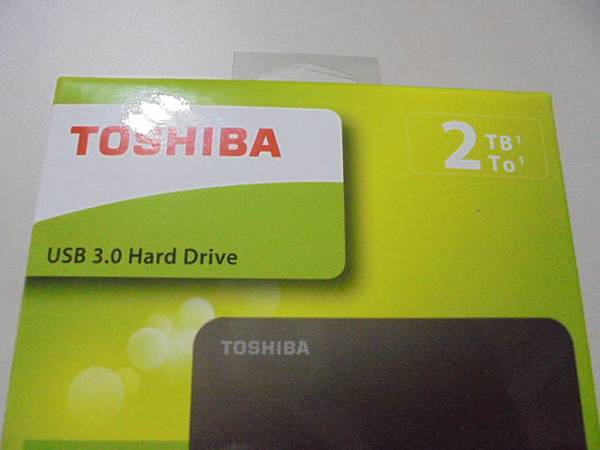 TOSHIBA
2 TB¹
To¹
USB 3.0 Hard Drive
TOSHIBA